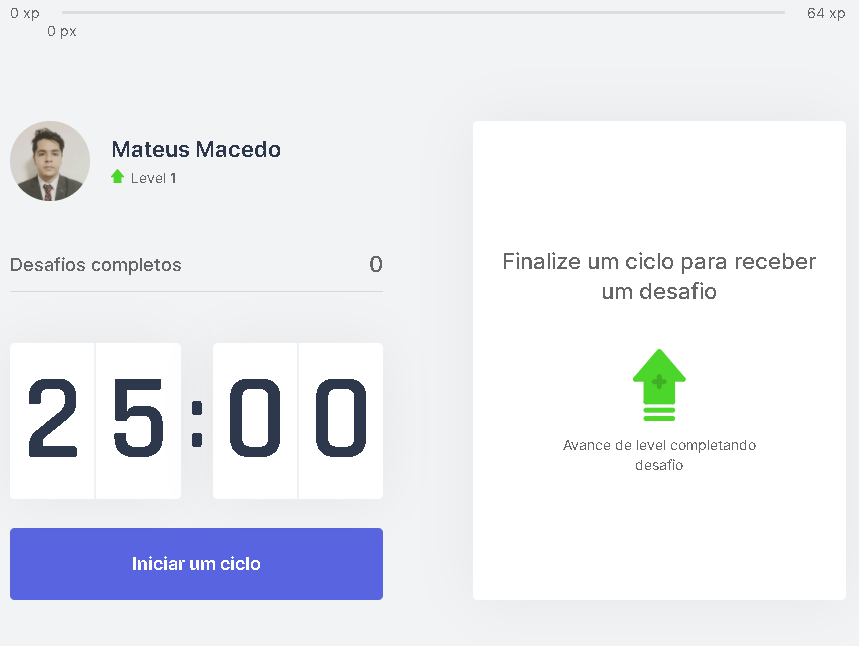 0 xp
64 xp
0 px
Mateus Macedo
Level 1
Desafios completos
0
25:00
Iniciar um ciclo
Finalize um ciclo para receber
um desafio
Avance de level completando
desafio